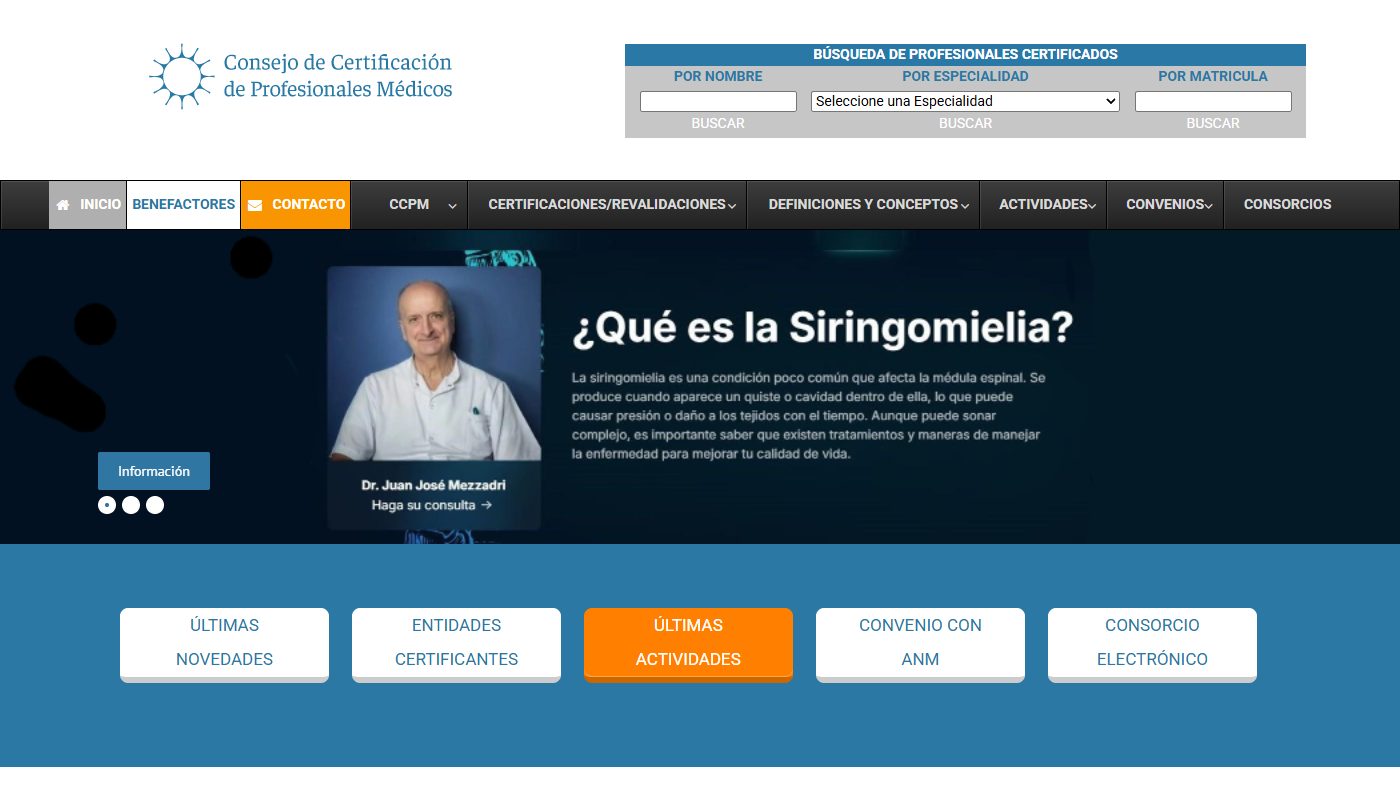 Consejo de Certificación
de Profesionales Médicos
BÚSQUEDA DE PROFESIONALES CERTIFICADOS
POR NOMBRE POR ESPECIALIDAD POR MATRICULA
Seleccione una Especialidad
BUSCAR BUSCAR BUSCAR
INICIO BENEFACTORES CONTACTO CCPM CERTIFICACIONES/REVALIDACIONES DEFINICIONES Y CONCEPTOS ACTIVIDADES CONVENIOS CONSORCIOS
¿Qué es la Siringomielia?
La siringomielia es una condición poco común que afecta la médula espinal. Se
produce cuando aparece un quiste o cavidad dentro de ella, lo que puede
causar presión o daño a los tejidos con el tiempo. Aunque puede sonar
complejo, es importante saber que existen tratamientos y maneras de manejar
la enfermedad para mejorar tu calidad de vida.
Información
Dr. Juan José Mezzadri
Haga su consulta →
ÚLTIMAS
NOVEDADES
ENTIDADES
CERTIFICANTES
ÚLTIMAS
ACTIVIDADES
CONVENIO CON
ANM
CONSORCIO
ELECTRÓNICO